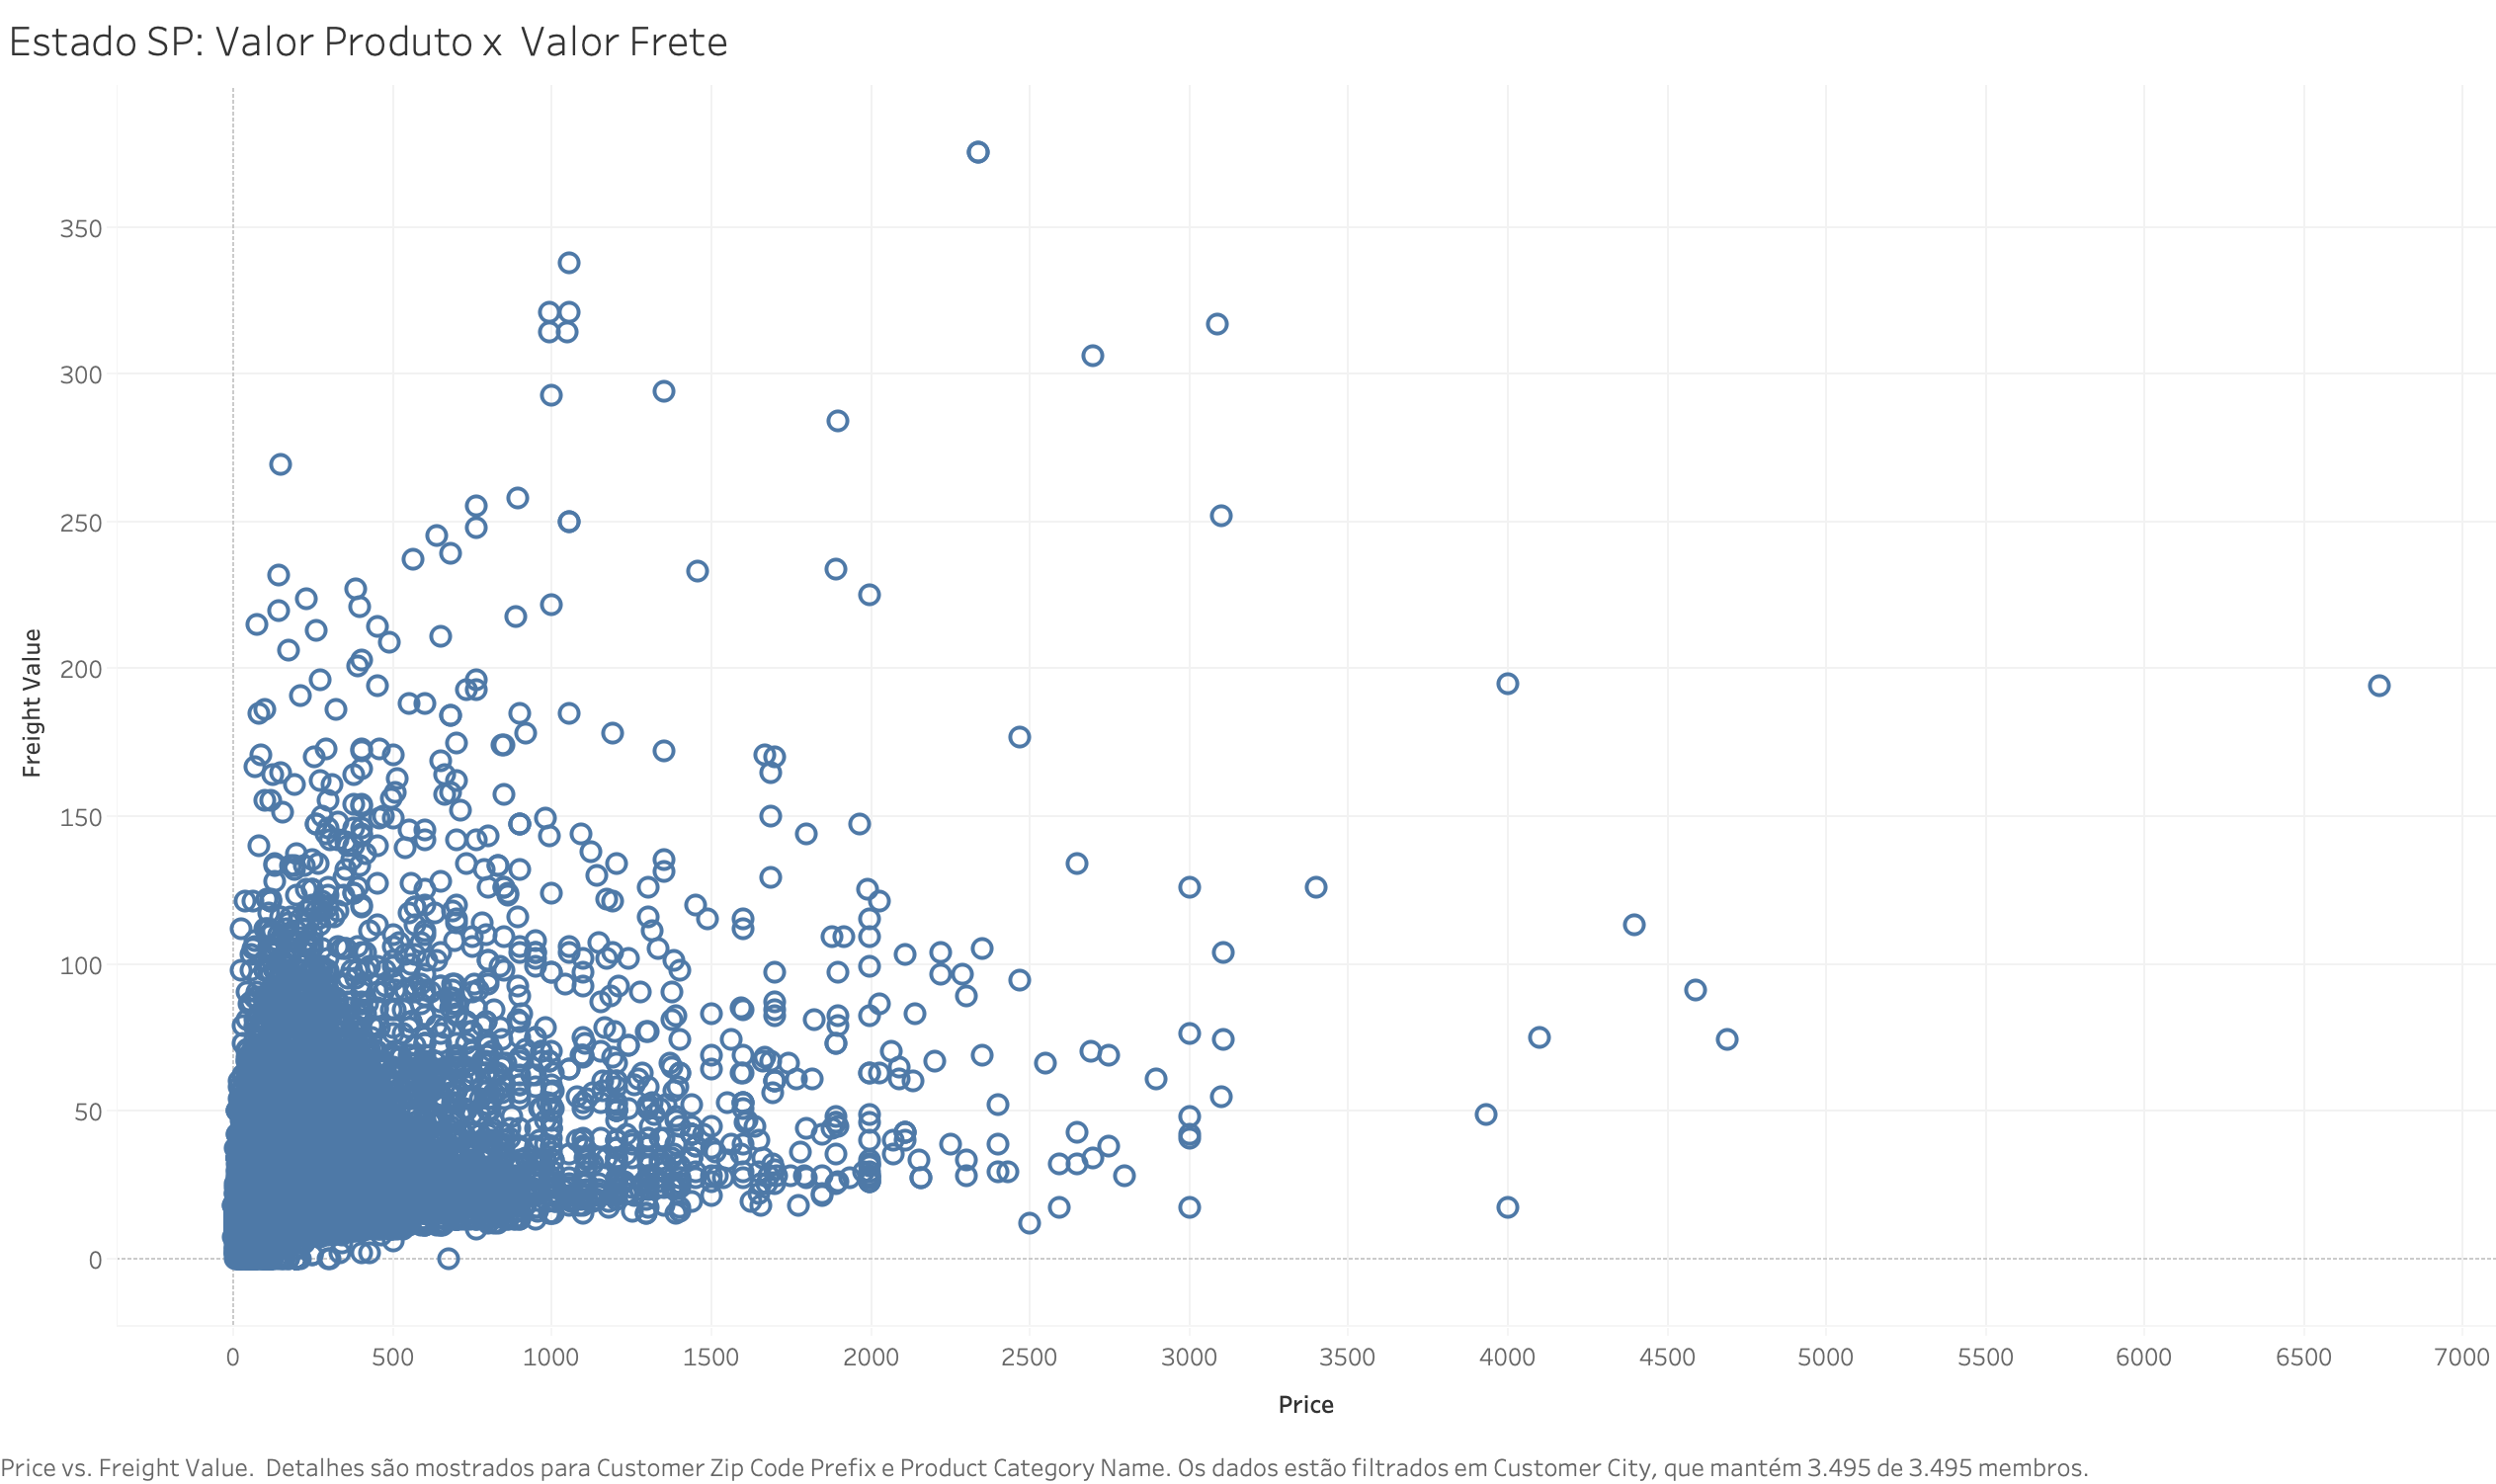 Estado SP: Valor Produto x Valor Frete
Freight Value
350
300
250
200
150
100
50
0
0 500 1000 1500 2000 2500 3000 3500 4000 4500 5000 5500 6000 6500 7000
Price
Price vs. Freight Value. Detalhes são mostrados para Customer Zip Code Prefix e Product Category Name. Os dados estão filtrados em Customer City, que mantém 3.495 de 3.495 membros.